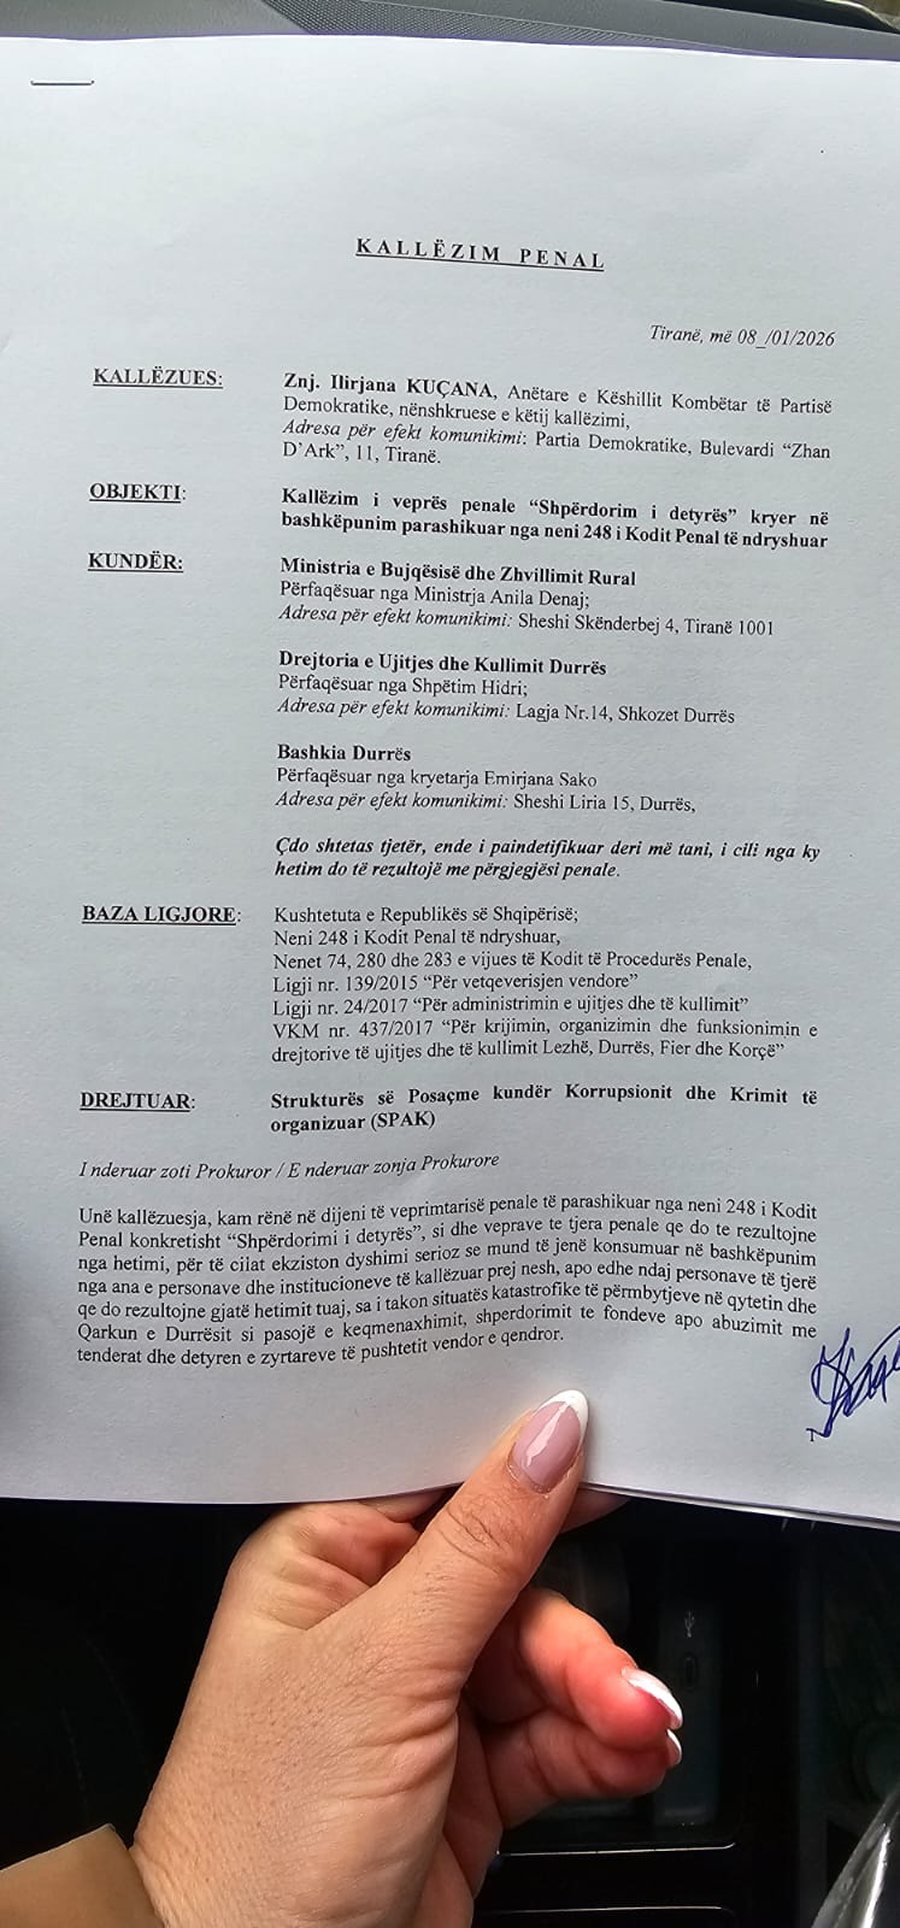 KALLËZIM PENAL
Tiranë, më 08_/01/2026
KALLËZUES: Znj. Ilirjana KUÇANA, Anëtare e Këshillit Kombëtar të Partisë
Demokratike, nënshkruese e këtij kallëzimi,
Adresa për efekt komunikimi: Partia Demokratike, Bulevardi “Zhan
D’Ark”, 11, Tiranë.
OBJEKTI: Kallëzim i veprës penale “Shpërdorim i detyrës” kryer në
bashkëpunim parashikuar nga neni 248 i Kodit Penal të ndryshuar
KUNDËR: Ministria e Bujqësisë dhe Zhvillimit Rural
Përfaqësuar nga Ministrja Anila Denaj;
Adresa për efekt komunikimi: Sheshi Skënderbej 4, Tiranë 1001
Drejtoria e Ujitjes dhe Kullimit Durrës
Përfaqësuar nga Shpëtim Hidri;
Adresa për efekt komunikimi: Lagja Nr.14, Shkozet Durrës
Bashkia Durrës
Përfaqësuar nga kryetarja Emirjana Sako
Adresa për efekt komunikimi: Sheshi Liria 15, Durrës,
Çdo shtetas tjetër, ende i paindetifikuar deri më tani, i cili nga ky
hetim do të rezultojë me përgjegjësi penale.
BAZA LIGJORE: Kushtetuta e Republikës së Shqipërisë;
Neni 248 i Kodit Penal të ndryshuar,
Nenet 74, 280 dhe 283 e vijues të Kodit të Procedurës Penale,
Ligji nr. 139/2015 “Për vetqeverisjen vendore”
Ligji nr. 24/2017 “Për administrimin e ujitjes dhe të kullimit”
VKM nr. 437/2017 “Për krijimin, organizimin dhe funksionimin e
drejtorive të ujitjes dhe të kullimit Lezhë, Durrës, Fier dhe Korçë”
DREJTUAR: Strukturës së Posaçme kundër Korrupsionit dhe Krimit të
organizuar (SPAK)
I nderuar zoti Prokuror / E nderuar zonja Prokurore
Unë kallëzuesja, kam rënë në dijeni të veprimtarisë penale të parashikuar nga neni 248 i Kodit
Penal konkretisht “Shpërdorimi i detyrës”, si dhe veprave te tjera penale qe do te rezultojne
nga hetimi, për të cilat ekziston dyshimi serioz se mund të jenë konsumuar në bashkëpunim
nga ana e personave dhe institucioneve të kallëzuar prej nesh, apo edhe ndaj personave të tjerë
qe do rezultojne gjatë hetimit tuaj, sa i takon situatës katastrofike të përmbytjeve në qytetin dhe
Qarkun e Durrësit si pasojë e keqmenaxhimit, shperdorimit te fondeve apo abuzimit me
tenderat dhe detyren e zyrtareve të pushtetit vendor e qendror.